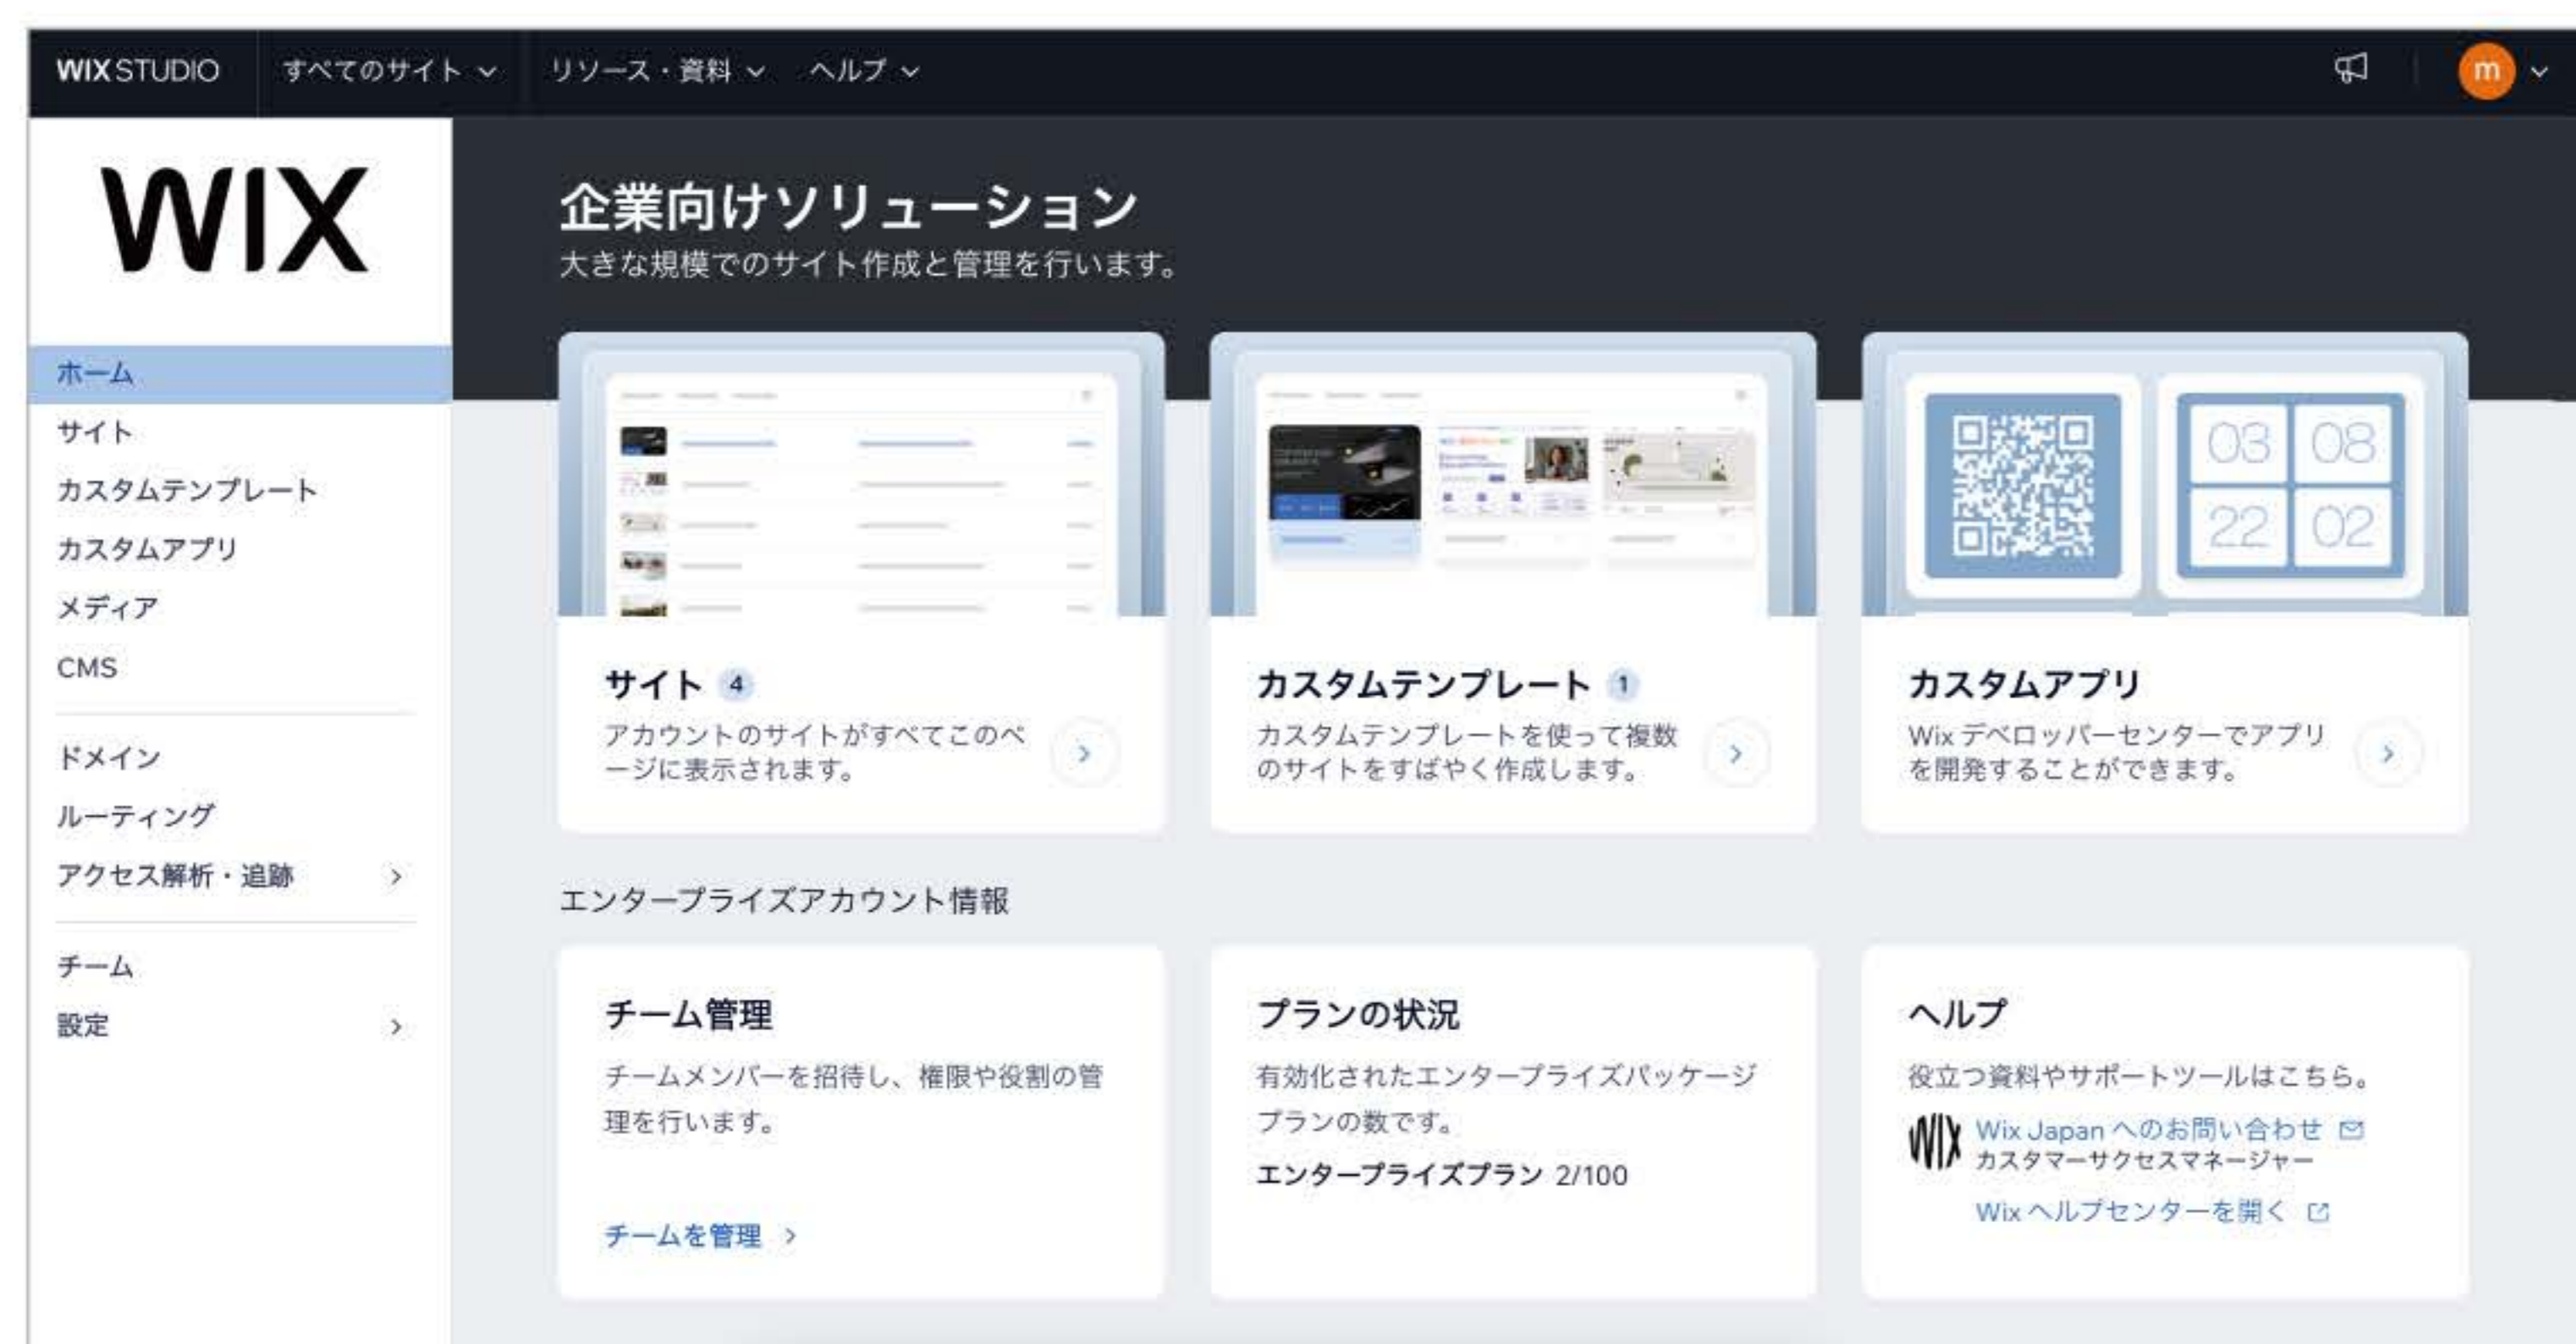 WIX STUDIO すべてのサイト リソース・資料 ヘルプ m
WIX
ホーム
サイト
カスタムテンプレート
カスタムアプリ
メディア
CMS
ドメイン
ルーティング
アクセス解析・追跡
チーム
設定
企業向けソリューション
大きな規模でのサイト作成と管理を行います。
サイト 4
アカウントのサイトがすべてこのペ
ージに表示されます。
カスタムテンプレート 1
カスタムテンプレートを使って複数
のサイトをすばやく作成します。
03 08
22 02
カスタムアプリ
Wix デベロッパーセンターでアプリ
を開発することができます。
エンタープライズアカウント情報
チーム管理
チームメンバーを招待し、権限や役割の管
理を行います。
チームを管理
プランの状況
有効化されたエンタープライズパッケージ
プランの数です。
エンタープライズプラン 2/100
ヘルプ
役立つ資料やサポートツールはこちら。
WIX Wix Japan へのお問い合わせ
カスタマーサクセスマネージャー
Wix ヘルプセンターを開く